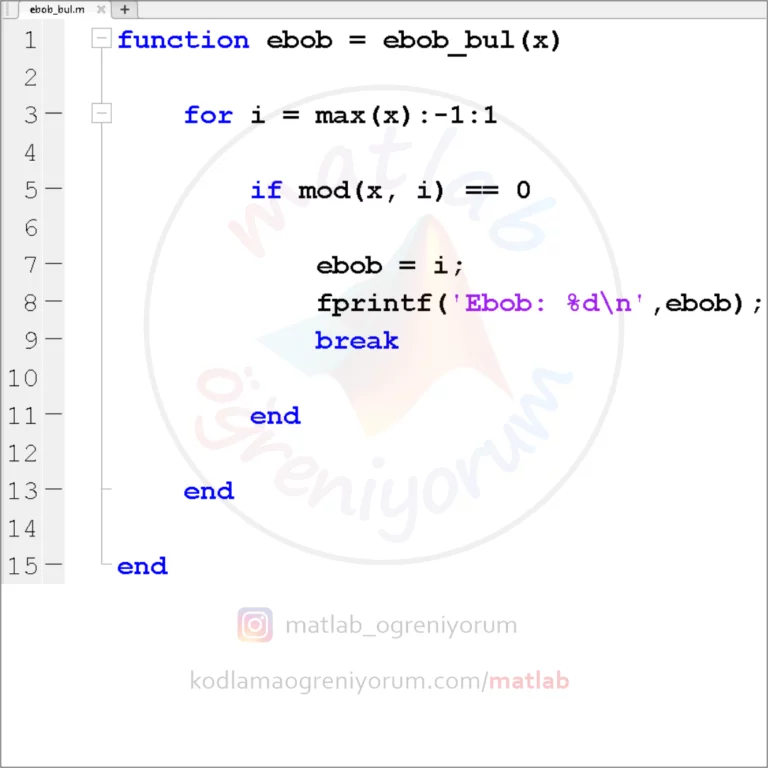 ebob_bul.m
1 function ebob = ebob_bul(x)
2
3 for i = max(x):-1:1
4
5 if mod(x, i) == 0
6
7 ebob = i;
8 fprintf('Ebob: %d\n',ebob);
9 break
10
11 end
12
13 end
14
15 end
matlab
öğreniyorum
matlab_ogreniyorum
kodlamaogreniyorum.com/matlab